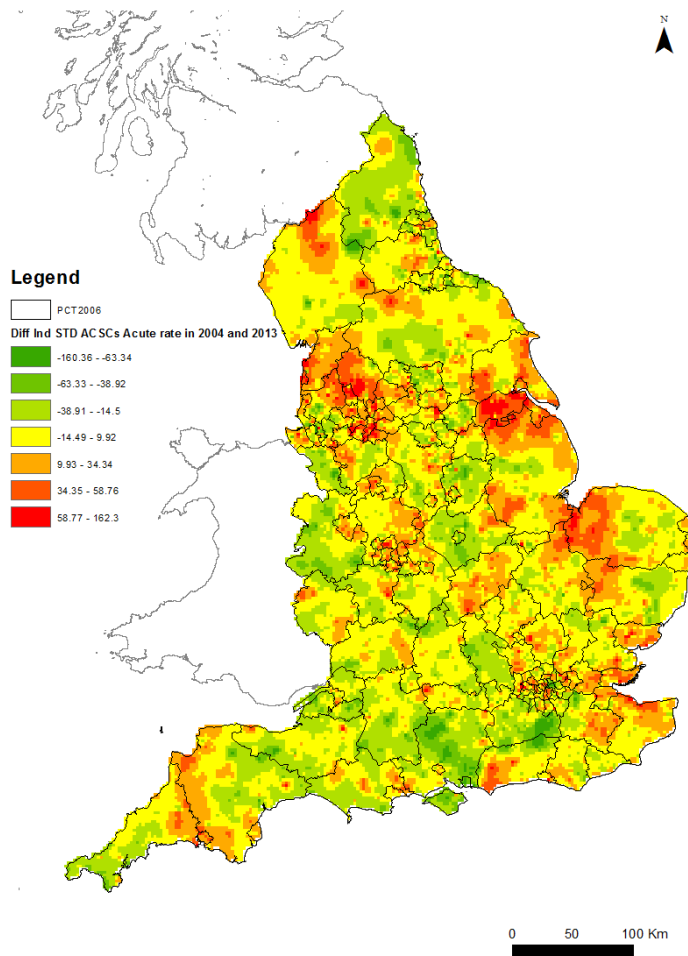 N
Legend
PCT2006
Diff Ind STD ACSCs Acute rate in 2004 and 2013
-160.36 - -63.34
-63.33 - -38.92
-38.91 - -14.5
-14.49 - 9.92
9.93 - 34.34
34.35 - 58.76
58.77 - 162.3
0 50 100 Km